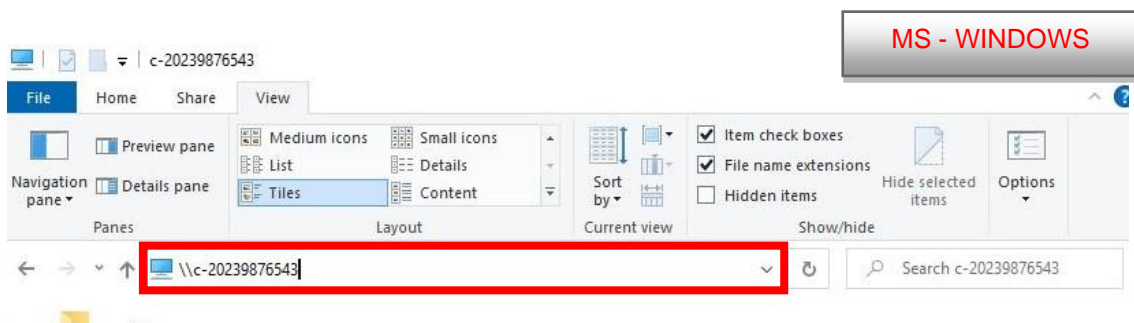 MS - WINDOWS
c-20239876543
File Home Share View
Preview pane Medium icons Small icons Item check boxes
List Details File name extensions
Navigation pane Details pane Tiles Content Sort by Hidden items Hide selected items Options
Panes Layout Current view Show/hide
\\c-20239876543 Search c-20239876543